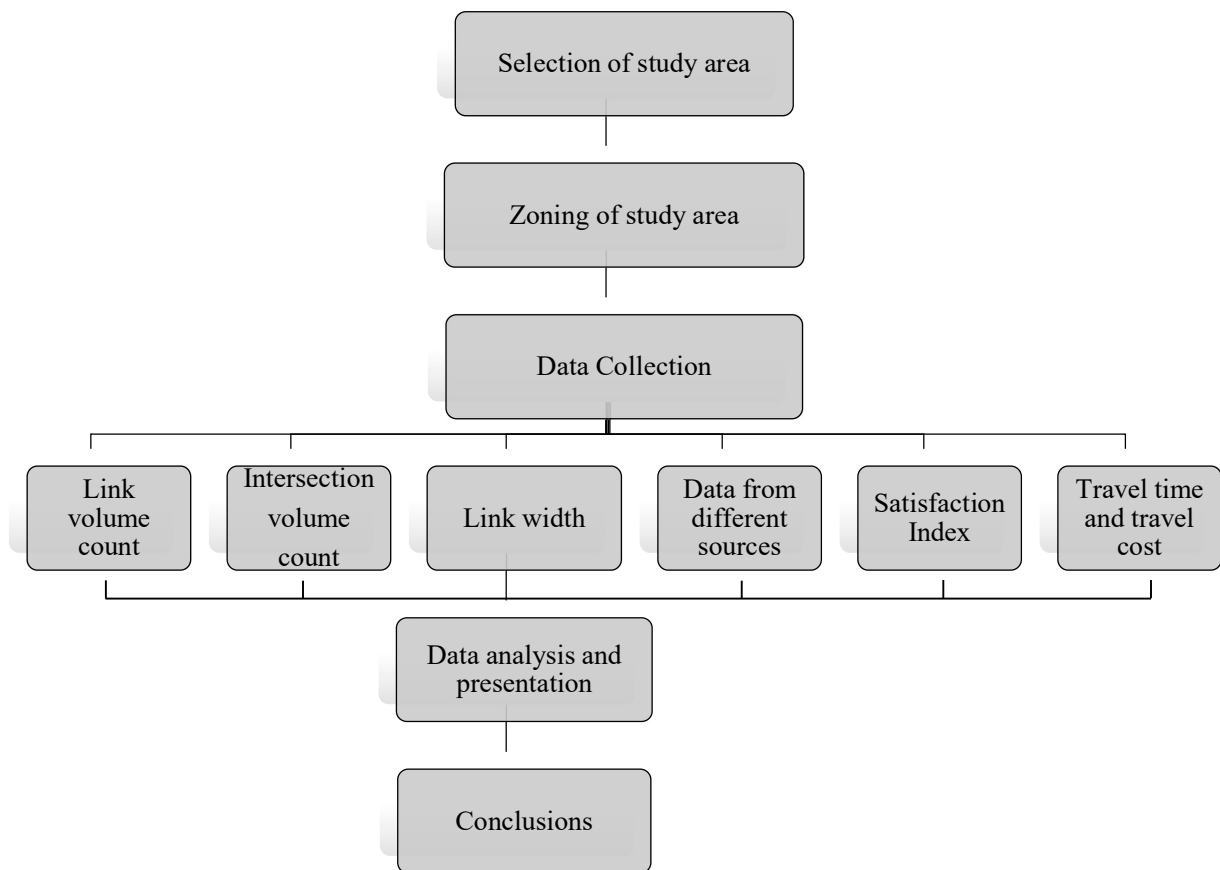 Selection of study area
Zoning of study area
Data Collection
Link
volume
count
Intersection
volume
count
Link width
Data from
different
sources
Satisfaction
Index
Travel time
and travel
cost
Data analysis and
presentation
Conclusions